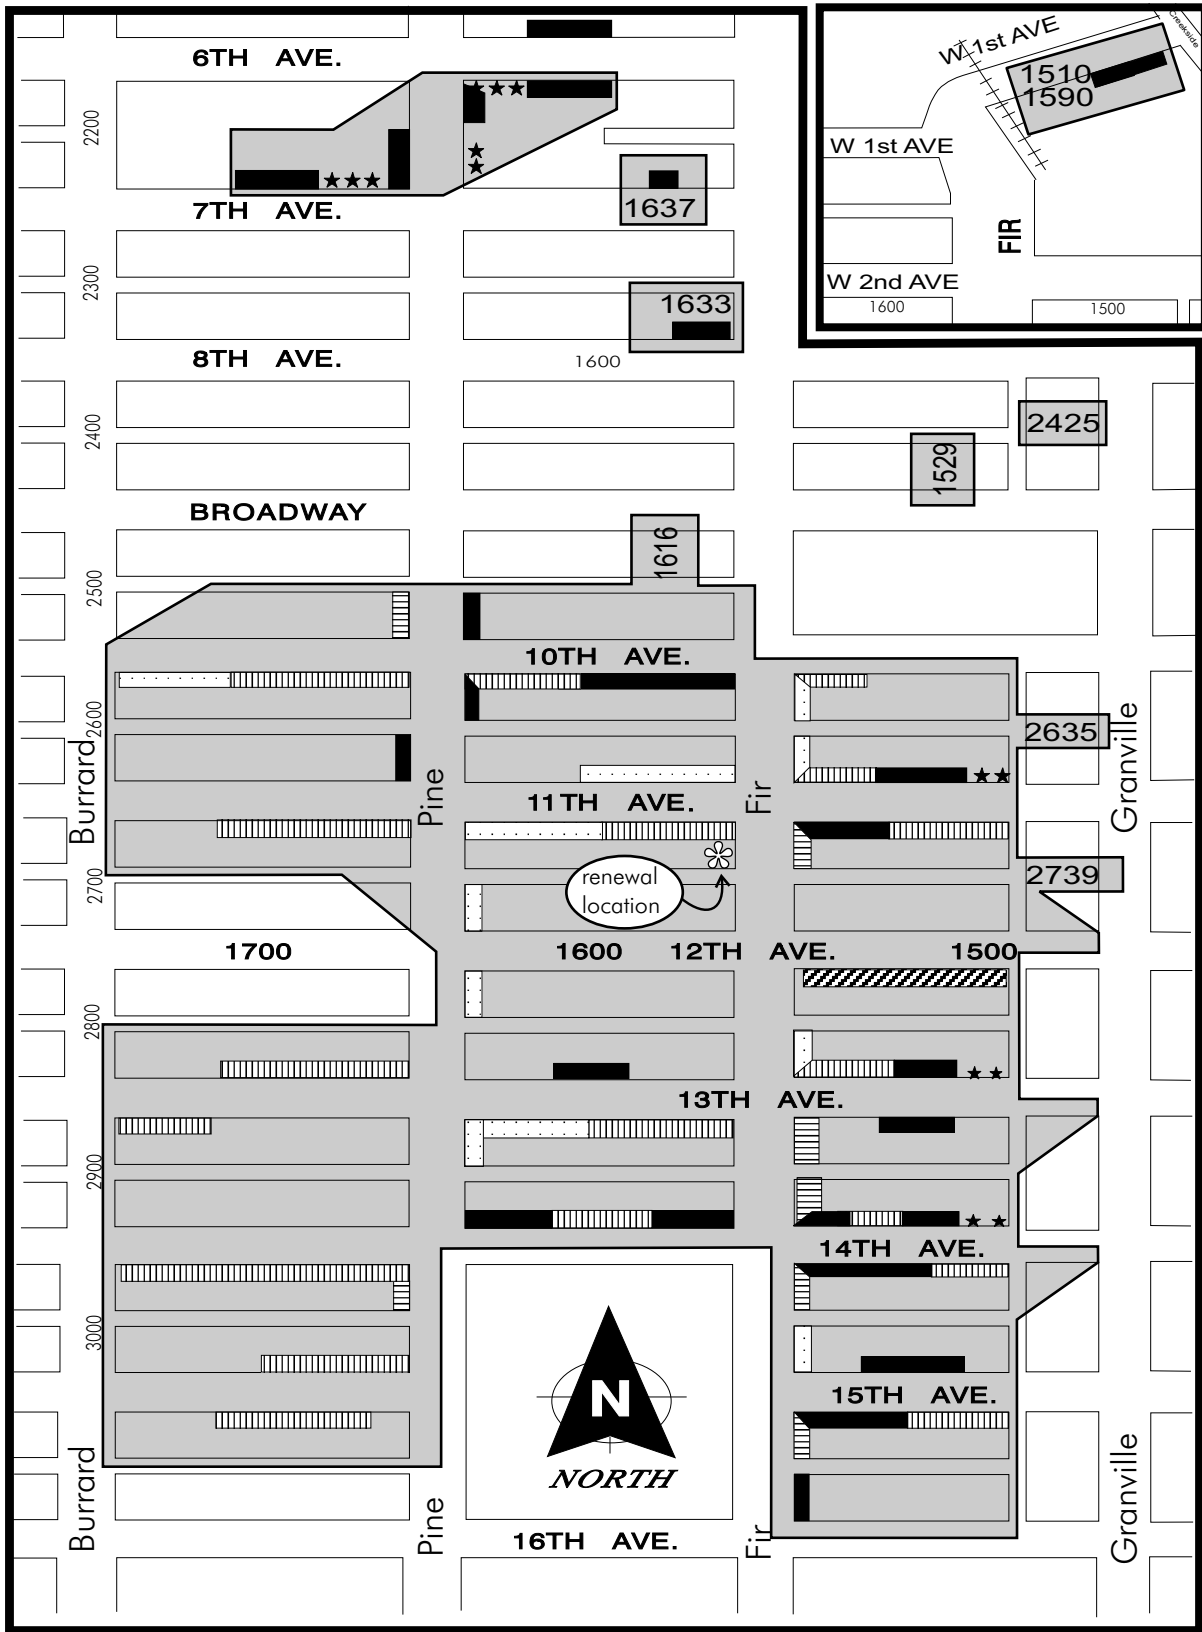 6TH AVE.
W 1st AVE
Creekside
1510
1590
2200
W 1st AVE
7TH AVE.
1637
FIR
W 2nd AVE
1600
1500
2300
1633
8TH AVE.
1600
2400
2425
1529
BROADWAY
1616
2500
10TH AVE.
2600
2635
Burrard
Pine
11TH AVE.
Fir
Granville
renewal
location
2700
2739
1700
1600
12TH AVE.
1500
2800
13TH AVE.
2900
14TH AVE.
3000
15TH AVE.
N
NORTH
Burrard
Pine
16TH AVE.
Fir
Granville